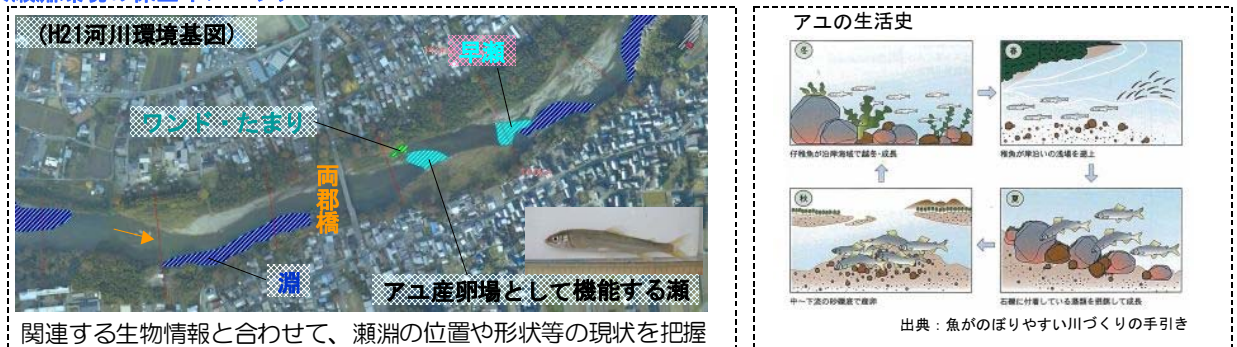 (H21河川環境基図)
早瀬
ワンド・たまり
両郡橋
淵
アユ産卵場として機能する瀬
関連する生物情報と合わせて、瀬淵の位置や形状等の現状を把握
アユの生活史
冬
仔稚魚が沿岸海域で越冬・成長
春
稚魚が岸沿いの浅場を遡上
秋
中〜下流の砂礫底で産卵
夏
石礫に付着している藻類を摂餌して成長
出典：魚がのぼりやすい川づくりの手引き